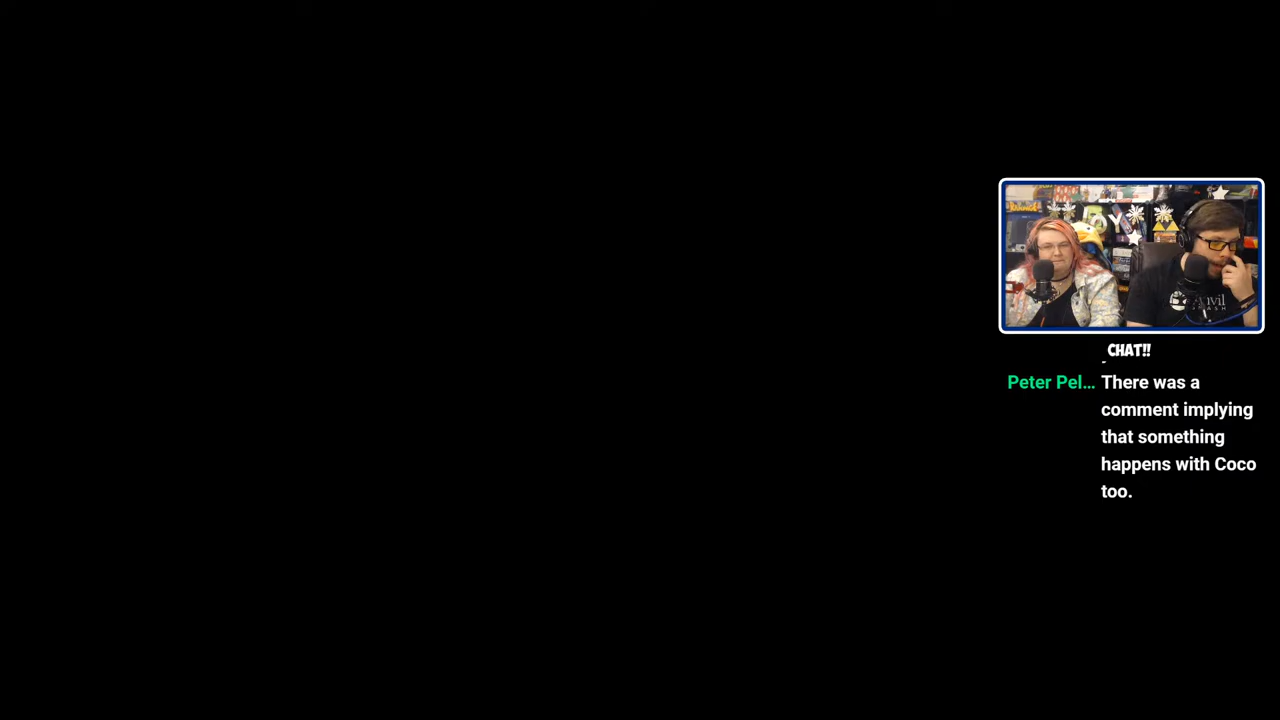 CHAT!!
Peter Pel... There was a
comment implying
that something
happens with Coco
too.